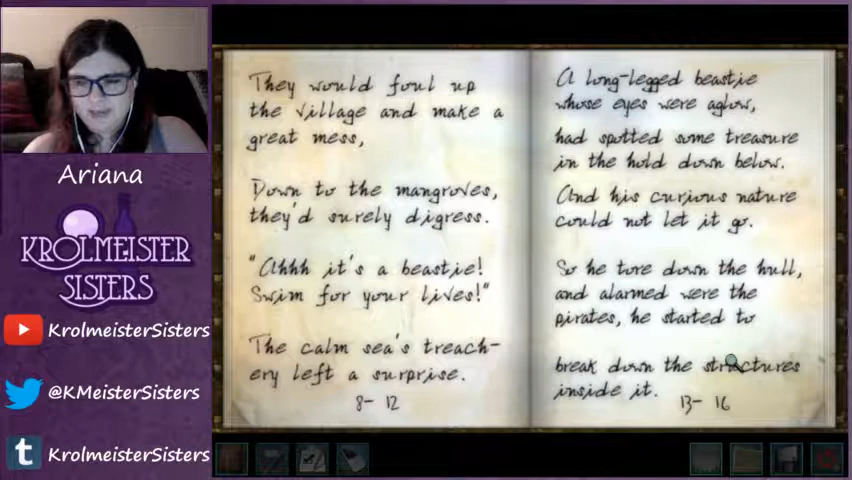 They would foul up
the village and make a
great mess,
Down to the mangroves,
they'd surely digress.
"Ahhh it's a beastie!
Swim for your lives!"
The calm sea's treach-
ery left a surprise.
8- 12
A long-legged beastie
whose eyes were aglow,
had spotted some treasure
in the hold down below.
And his curious nature
could not let it go.
So he tore down the hull,
and alarmed were the
pirates, he started to
break down the structures
inside it.
13- 16
Ariana
KROLMEISTER
SISTERS
KrolmeisterSisters
@KMeisterSisters
KrolmeisterSisters